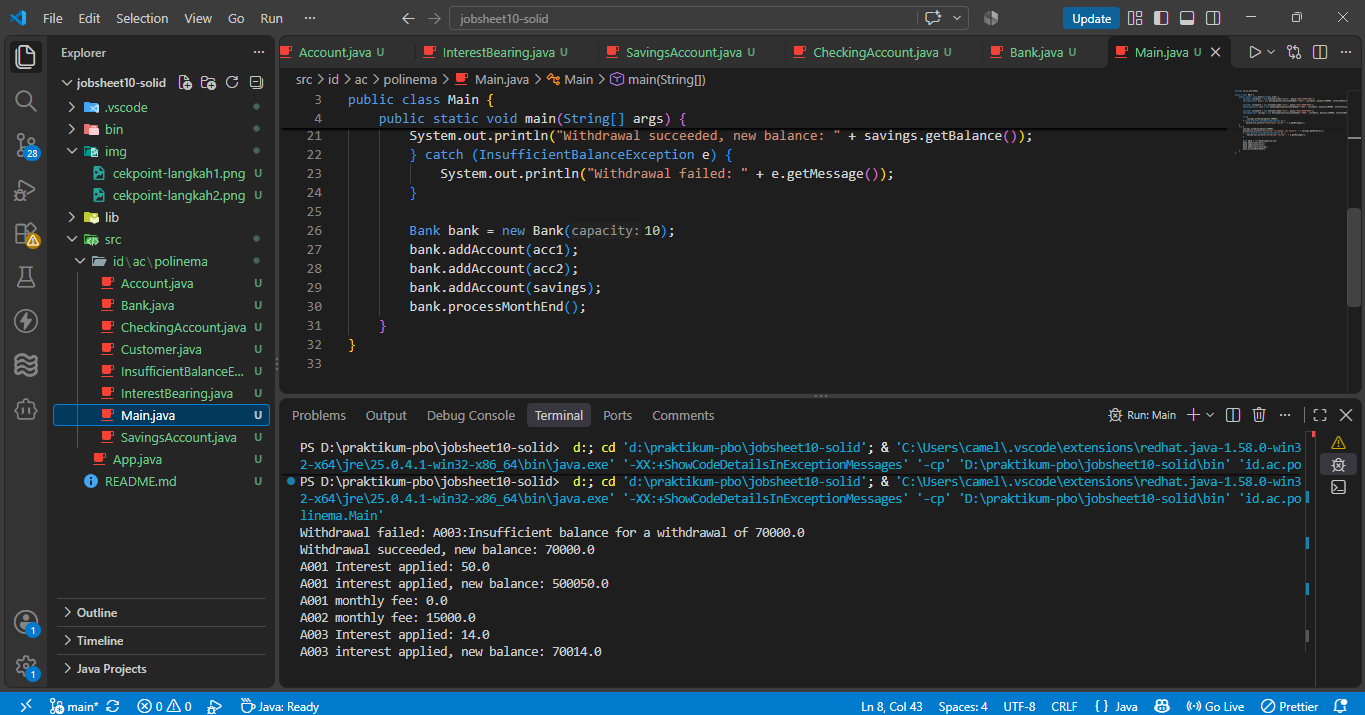 File Edit Selection View Go Run ··· jobsheet10-solid Update
Explorer ···
jobsheet10-solid
.vscode
bin
img
cekpoint-langkah1.png U
cekpoint-langkah2.png U
lib
src
id\ac\polinema
Account.java U
Bank.java U
CheckingAccount.java U
Customer.java U
InsufficientBalanceE... U
InterestBearing.java U
Main.java U
SavingsAccount.java U
App.java U
README.md U
Outline
Timeline
Java Projects
28
1
1
Account.java U InterestBearing.java U SavingsAccount.java U CheckingAccount.java U Bank.java U Main.java U
src > id > ac > polinema > Main.java > Main > main(String[])
3 public class Main {
4 public static void main(String[] args) {
21 System.out.println("Withdrawal succeeded, new balance: " + savings.getBalance());
22 } catch (InsufficientBalanceException e) {
23 System.out.println("Withdrawal failed: " + e.getMessage());
24 }
25
26 Bank bank = new Bank(capacity: 10);
27 bank.addAccount(acc1);
28 bank.addAccount(acc2);
29 bank.addAccount(savings);
30 bank.processMonthEnd();
31 }
32 }
33
Problems Output Debug Console Terminal Ports Comments Run: Main
PS D:\praktikum-pbo\jobsheet10-solid> d:; cd 'd:\praktikum-pbo\jobsheet10-solid'; & 'C:\Users\camel\.vscode\extensions\redhat.java-1.58.0-win3
2-x64\jre\25.0.4.1-win32-x86_64\bin\java.exe' '-XX:+ShowCodeDetailsInExceptionMessages' '-cp' 'D:\praktikum-pbo\jobsheet10-solid\bin' 'id.ac.po
PS D:\praktikum-pbo\jobsheet10-solid> d:; cd 'd:\praktikum-pbo\jobsheet10-solid'; & 'C:\Users\camel\.vscode\extensions\redhat.java-1.58.0-win3
2-x64\jre\25.0.4.1-win32-x86_64\bin\java.exe' '-XX:+ShowCodeDetailsInExceptionMessages' '-cp' 'D:\praktikum-pbo\jobsheet10-solid\bin' 'id.ac.po
linema.Main'
Withdrawal failed: A003:Insufficient balance for a withdrawal of 70000.0
Withdrawal succeeded, new balance: 70000.0
A001 Interest applied: 50.0
A001 interest applied, new balance: 500050.0
A001 monthly fee: 0.0
A002 monthly fee: 15000.0
A003 Interest applied: 14.0
A003 interest applied, new balance: 70014.0
main* 0 0 Java: Ready Ln 8, Col 43 Spaces: 4 UTF-8 CRLF { } Java Go Live Prettier